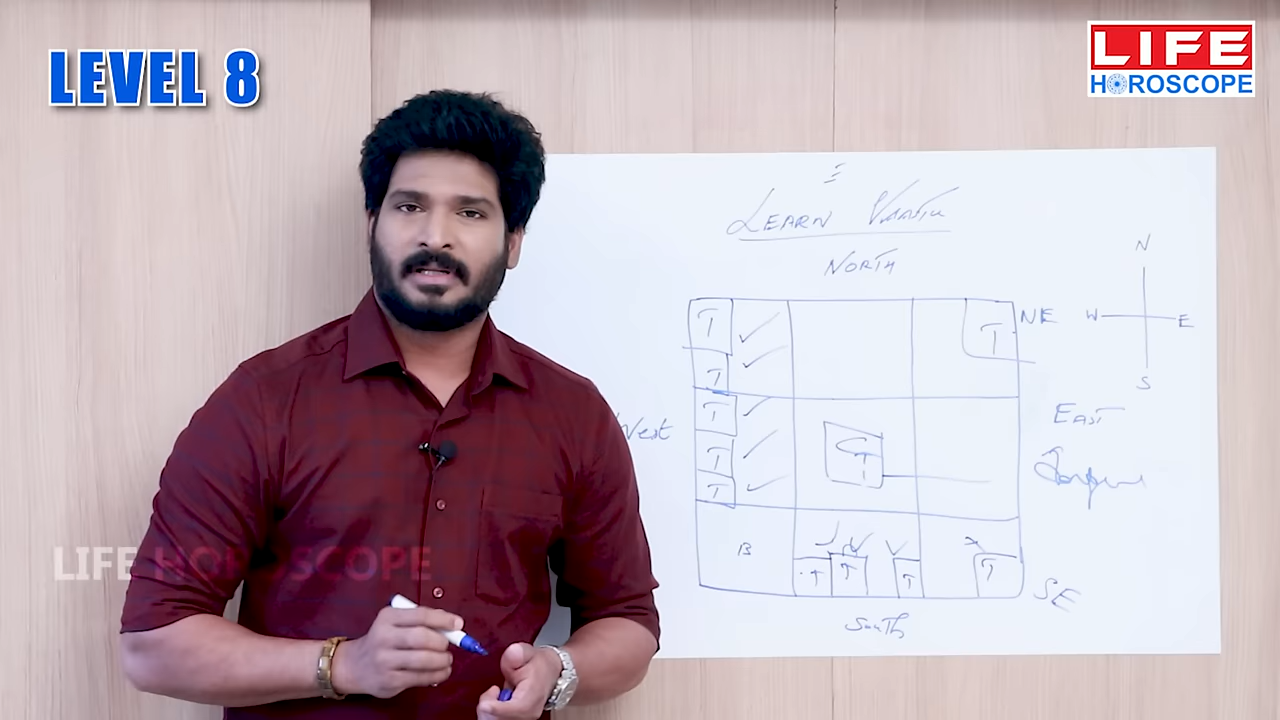 LEVEL 8
LIFE
HOROSCOPE
LEARN VAASTU
NORTH
N
W E
S
NE
T T
T
T
T
T
T
West
EAST
B
T T T T
SE
South
LIFE HOROSCOPE